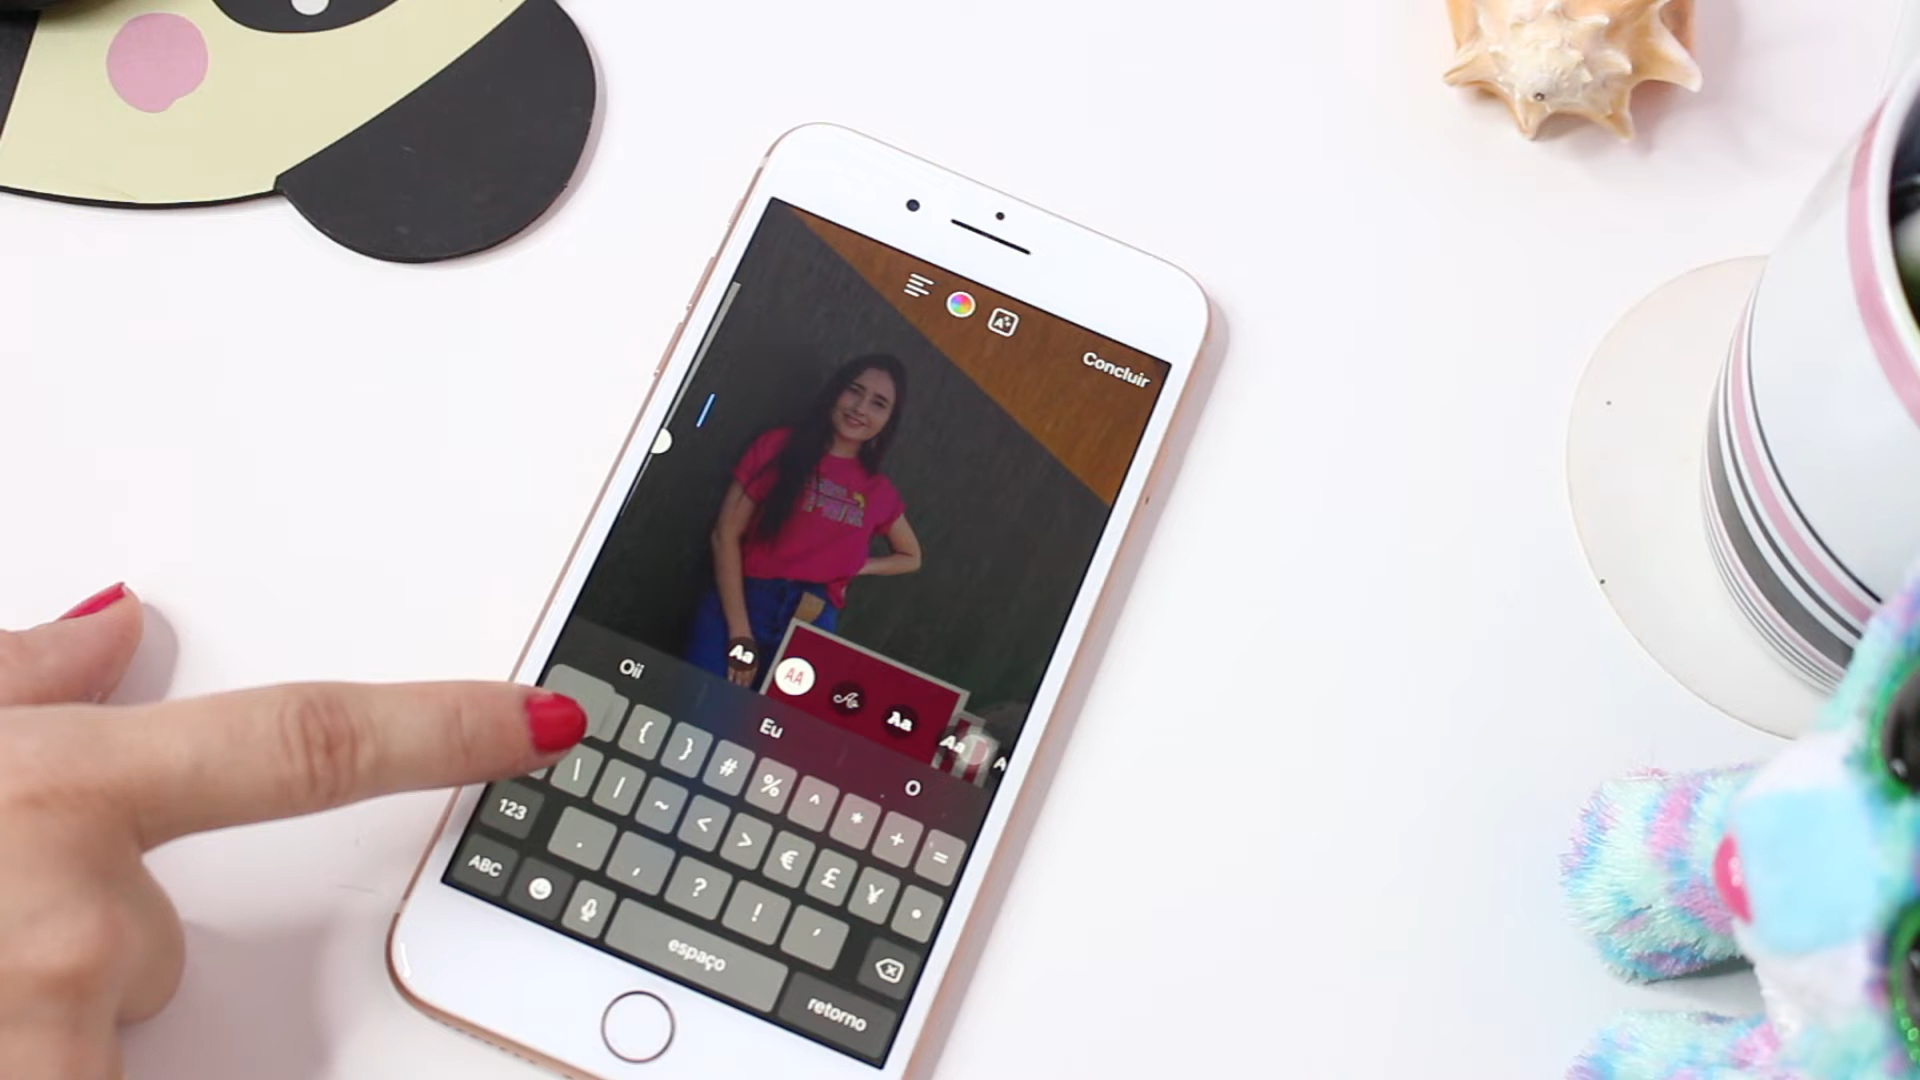 A
Concluir
Aa
AA
Aa
Aa
Aa
A
Oii
Eu
O
{ } # % ^ * + =
\ | ~ < > € £ ¥ •
123 . , ? ! ’
ABC espaço retorno